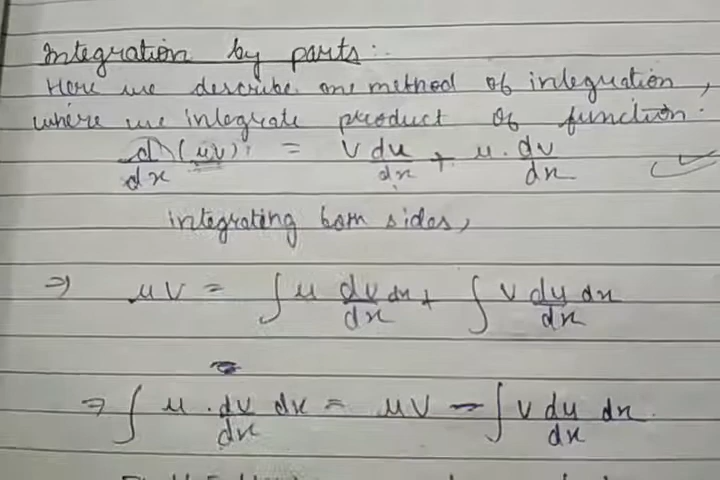 Integration by parts:
Here we describe one method of integration,
where we integrate product of function:
d/dx (uv) = v du/dx + u . dv/dx
integrating both sides,
⇒ uv = ∫ u dv/dx dx + ∫ v du/dx dx
⇒ ∫ u . dv/dx dx = uv - ∫ v du/dx dx.